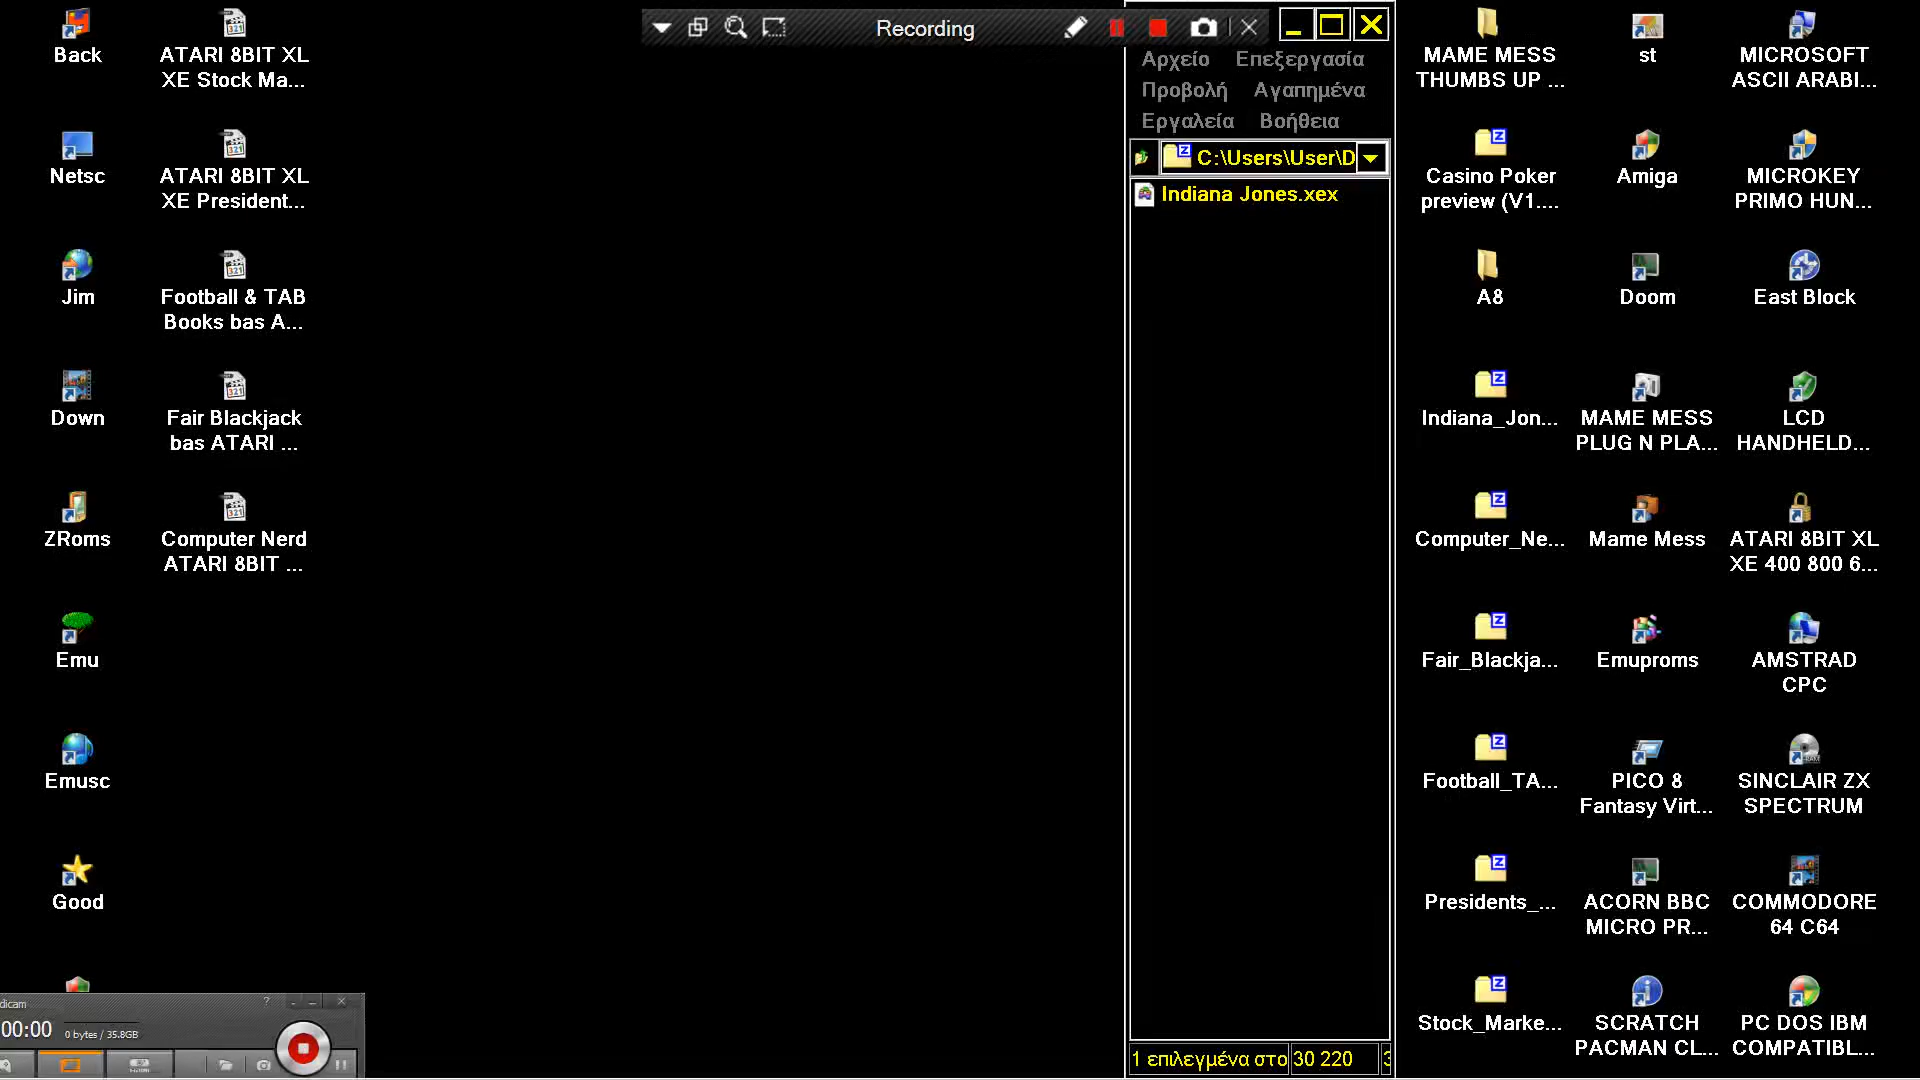 Back
ATARI 8BIT XL
XE Stock Ma...
Netsc
ATARI 8BIT XL
XE President...
Jim
Football & TAB
Books bas A...
Down
Fair Blackjack
bas ATARI ...
ZRoms
Computer Nerd
ATARI 8BIT ...
Emu
Emusc
Good
dicam
00:00
0 bytes / 35.8GB
Recording
Αρχείο Επεξεργασία
Προβολή Αγαπημένα
Εργαλεία Βοήθεια
C:\Users\User\D
Indiana Jones.xex
1 επιλεγμένα στο
30 220
MAME MESS
THUMBS UP ...
st
MICROSOFT
ASCII ARABI...
Casino Poker
preview (V1....
Amiga
MICROKEY
PRIMO HUN...
A8
Doom
East Block
Indiana_Jon...
MAME MESS
PLUG N PLA...
LCD
HANDHELD...
Computer_Ne...
Mame Mess
ATARI 8BIT XL
XE 400 800 6...
Fair_Blackja...
Emuproms
AMSTRAD
CPC
Football_TA...
PICO 8
Fantasy Virt...
SINCLAIR ZX
SPECTRUM
Presidents_...
ACORN BBC
MICRO PR...
COMMODORE
64 C64
Stock_Marke...
SCRATCH
PACMAN CL...
PC DOS IBM
COMPATIBL...